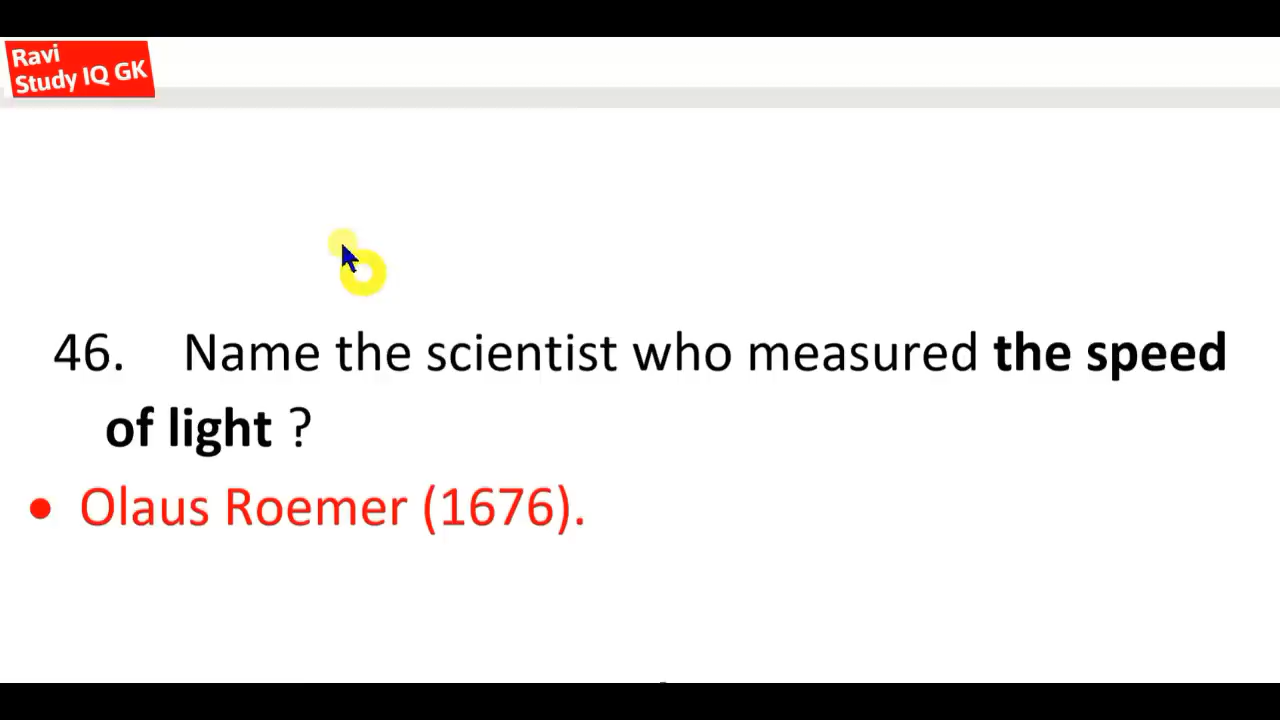 Ravi
Study IQ GK
46. Name the scientist who measured the speed
of light ?
• Olaus Roemer (1676).